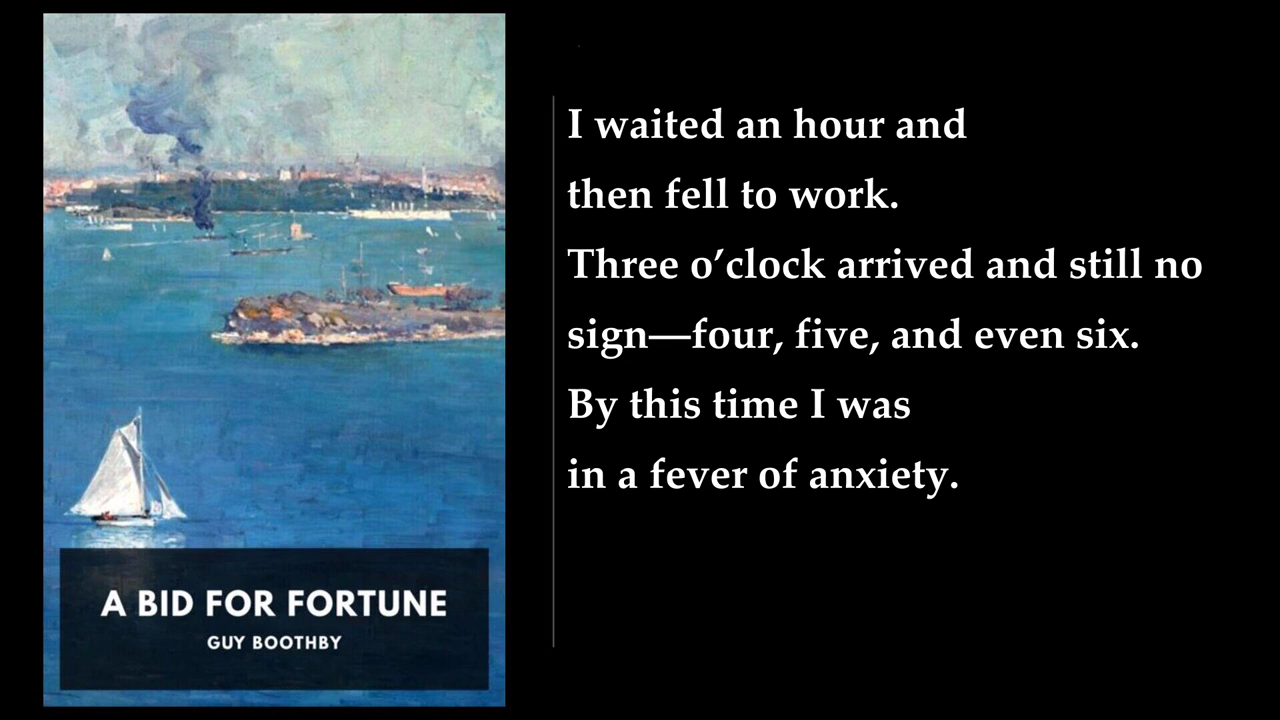 I waited an hour and
then fell to work.
Three o’clock arrived and still no
sign—four, five, and even six.
By this time I was
in a fever of anxiety.
A BID FOR FORTUNE
GUY BOOTHBY